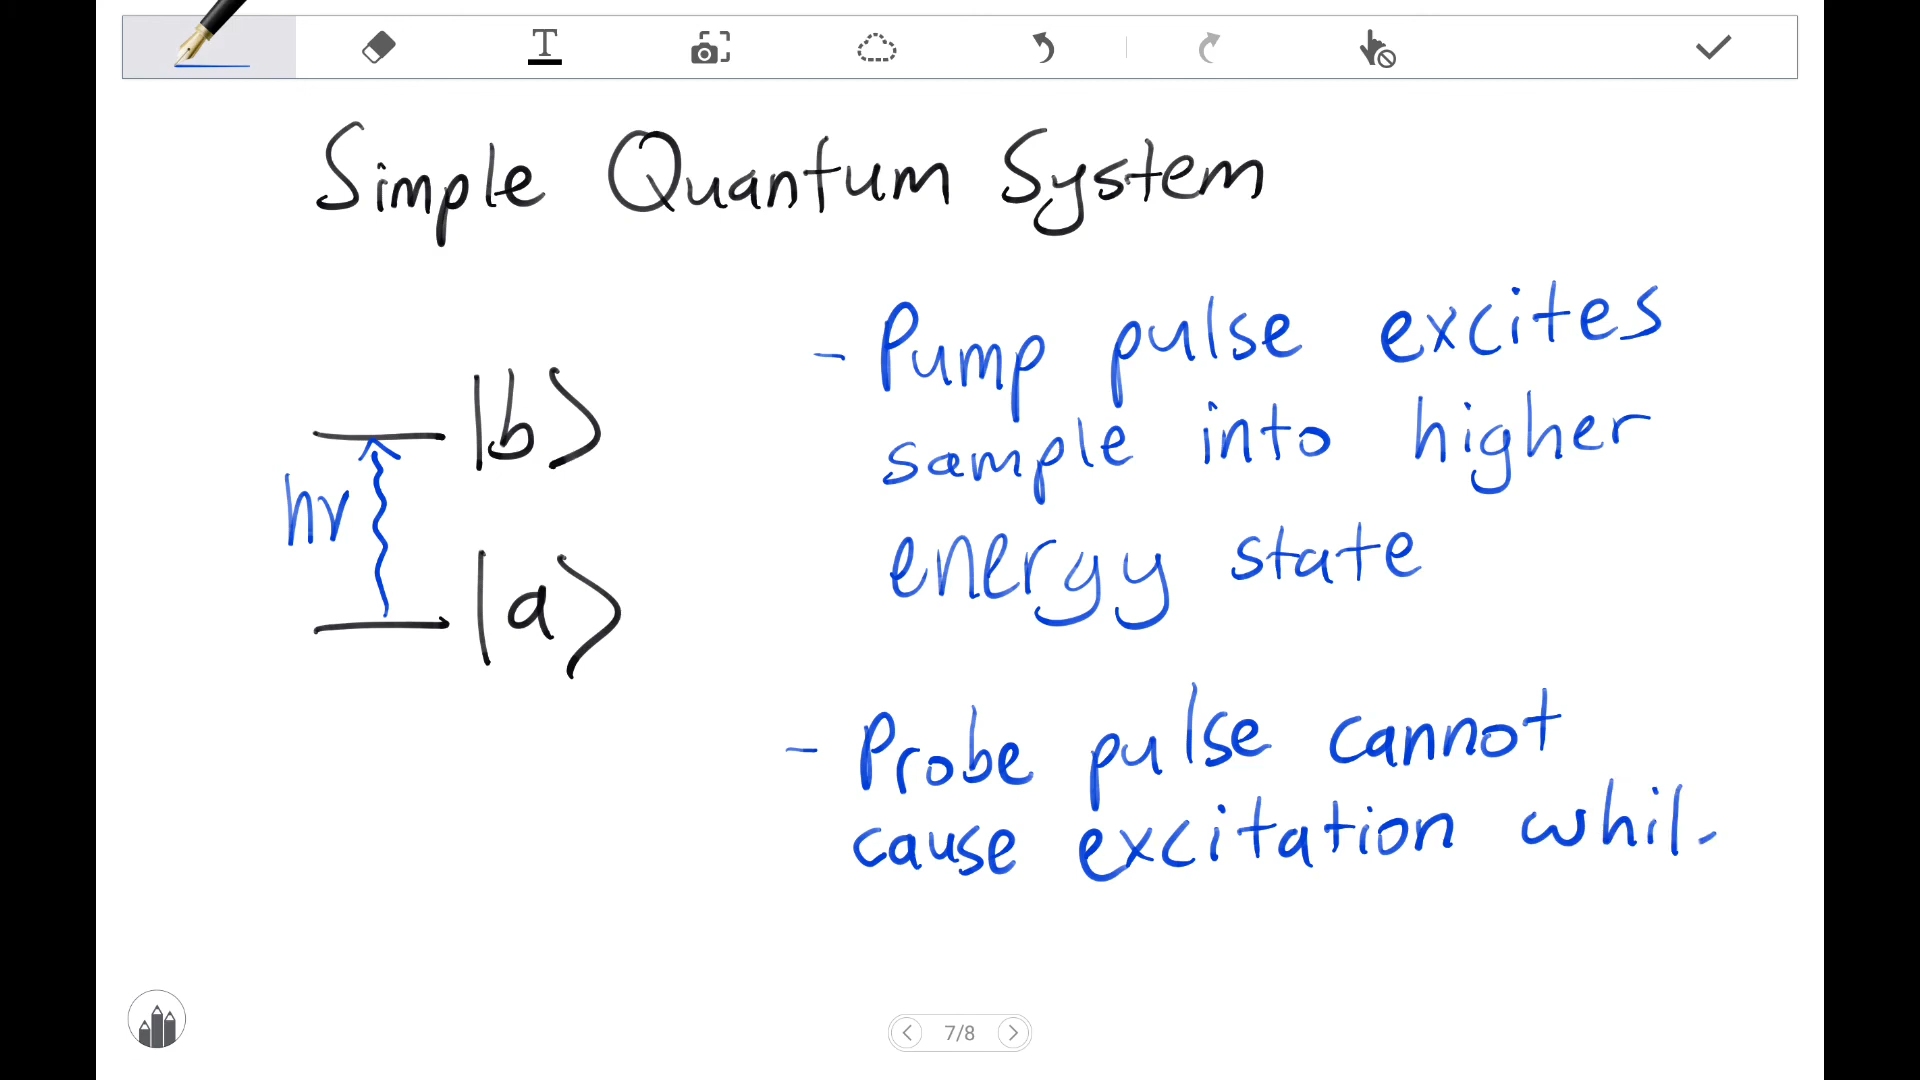 T
Simple Quantum System
- Pump pulse excites
sample into higher
energy state
|b>
hν
|a>
- Probe pulse cannot
cause excitation whil
7/8